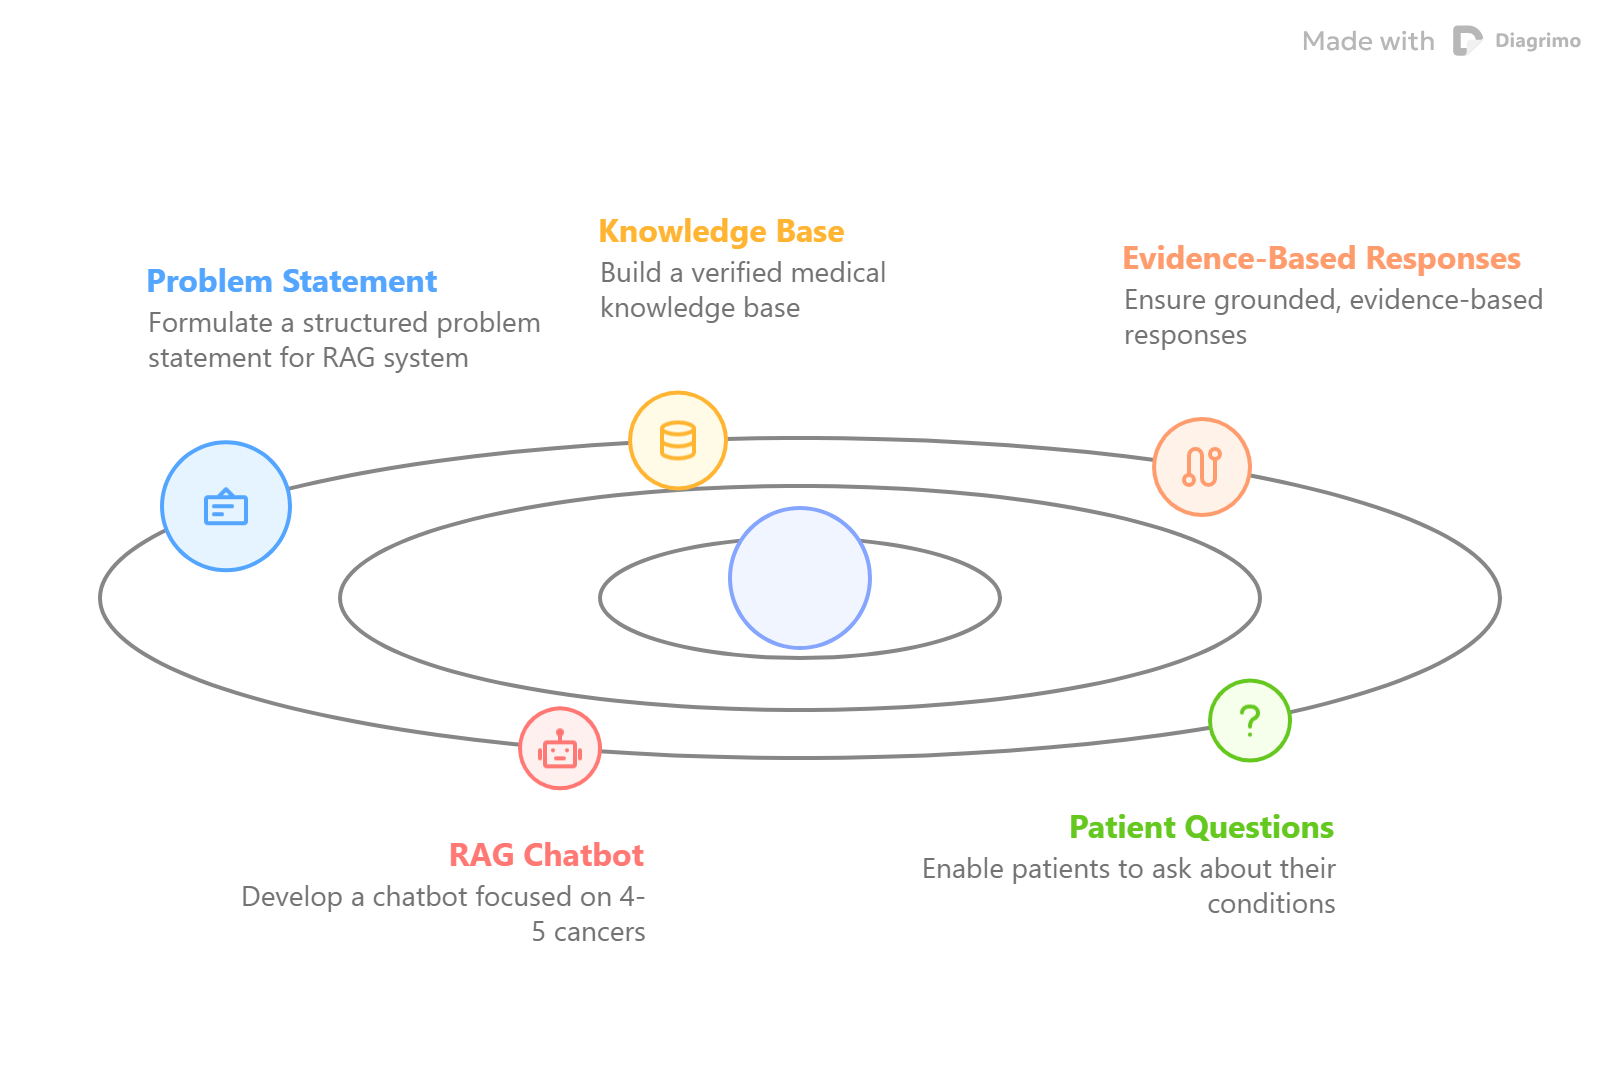 Made with Diagrimo
Problem Statement
Formulate a structured problem
statement for RAG system
Knowledge Base
Build a verified medical
knowledge base
Evidence-Based Responses
Ensure grounded, evidence-based
responses
?
RAG Chatbot
Develop a chatbot focused on 4-
5 cancers
Patient Questions
Enable patients to ask about their
conditions